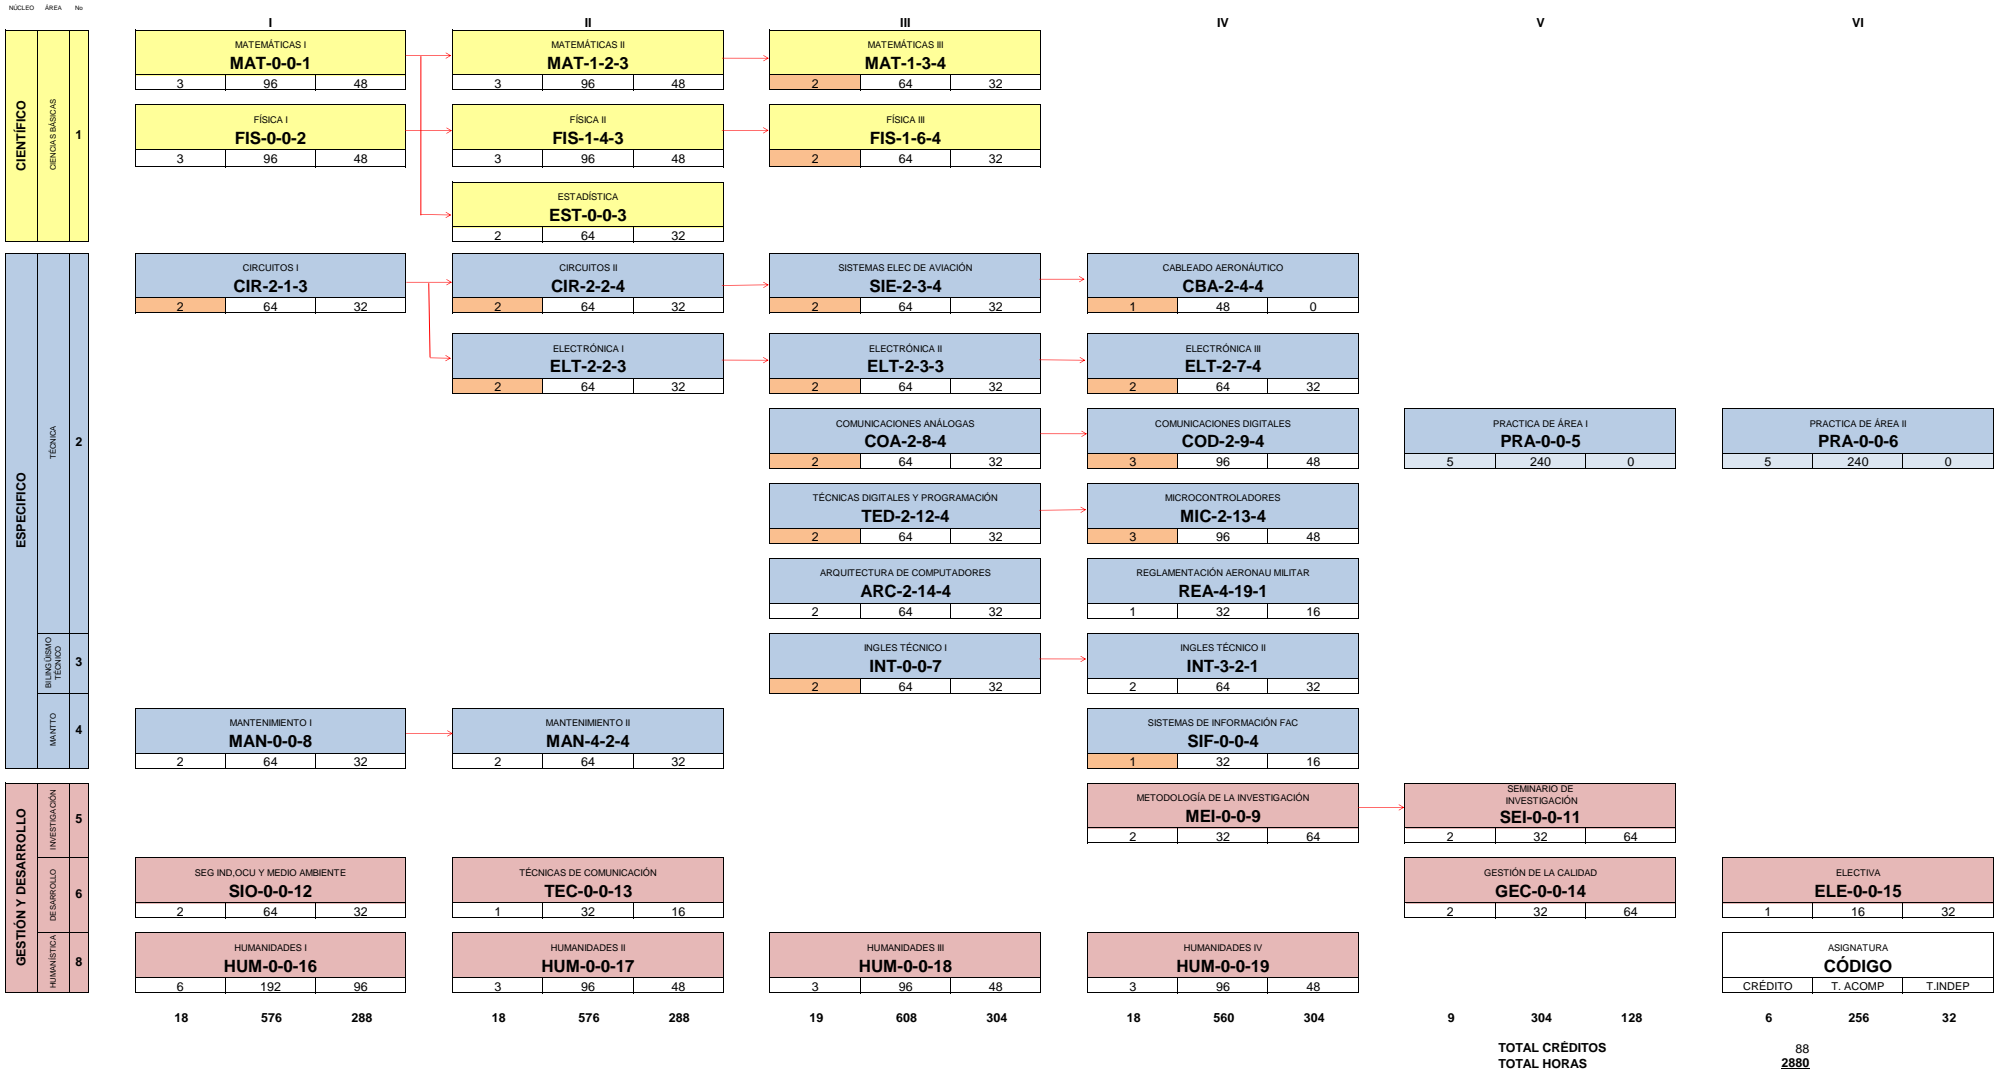 NÚCLEO ÁREA No
I II III IV V VI
CIENTÍFICO
CIENCIAS BÁSICAS
1
MATEMÁTICAS I
MAT-0-0-1
3 96 48
MATEMÁTICAS II
MAT-1-2-3
3 96 48
MATEMÁTICAS III
MAT-1-3-4
2 64 32
FÍSICA I
FIS-0-0-2
3 96 48
FÍSICA II
FIS-1-4-3
3 96 48
FÍSICA III
FIS-1-6-4
2 64 32
ESTADÍSTICA
EST-0-0-3
2 64 32
ESPECIFICO
TÉCNICA
2
CIRCUITOS I
CIR-2-1-3
2 64 32
CIRCUITOS II
CIR-2-2-4
2 64 32
SISTEMAS ELEC DE AVIACIÓN
SIE-2-3-4
2 64 32
CABLEADO AERONÁUTICO
CBA-2-4-4
1 48 0
ELECTRÓNICA I
ELT-2-2-3
2 64 32
ELECTRÓNICA II
ELT-2-3-3
2 64 32
ELECTRÓNICA III
ELT-2-7-4
2 64 32
COMUNICACIONES ANÁLOGAS
COA-2-8-4
2 64 32
COMUNICACIONES DIGITALES
COD-2-9-4
3 96 48
PRACTICA DE ÁREA I
PRA-0-0-5
5 240 0
PRACTICA DE ÁREA II
PRA-0-0-6
5 240 0
TÉCNICAS DIGITALES Y PROGRAMACIÓN
TED-2-12-4
2 64 32
MICROCONTROLADORES
MIC-2-13-4
3 96 48
ARQUITECTURA DE COMPUTADORES
ARC-2-14-4
2 64 32
REGLAMENTACIÓN AERONAU MILITAR
REA-4-19-1
1 32 16
BILINGÜISMO
TÉCNICO
3
INGLES TÉCNICO I
INT-0-0-7
2 64 32
INGLES TÉCNICO II
INT-3-2-1
2 64 32
MANTTO
4
MANTENIMIENTO I
MAN-0-0-8
2 64 32
MANTENIMIENTO II
MAN-4-2-4
2 64 32
SISTEMAS DE INFORMACIÓN FAC
SIF-0-0-4
1 32 16
GESTIÓN Y DESARROLLO
INVESTIGACIÓN
5
METODOLOGÍA DE LA INVESTIGACIÓN
MEI-0-0-9
2 32 64
SEMINARIO DE
INVESTIGACIÓN
SEI-0-0-11
2 32 64
DESARROLLO
6
SEG IND,OCU Y MEDIO AMBIENTE
SIO-0-0-12
2 64 32
TÉCNICAS DE COMUNICACIÓN
TEC-0-0-13
1 32 16
GESTIÓN DE LA CALIDAD
GEC-0-0-14
2 32 64
ELECTIVA
ELE-0-0-15
1 16 32
HUMANÍSTICA
8
HUMANIDADES I
HUM-0-0-16
6 192 96
HUMANIDADES II
HUM-0-0-17
3 96 48
HUMANIDADES III
HUM-0-0-18
3 96 48
HUMANIDADES IV
HUM-0-0-19
3 96 48
ASIGNATURA
CÓDIGO
CRÉDITO T. ACOMP T.INDEP
18 576 288 18 576 288 19 608 304 18 560 304 9 304 128 6 256 32
TOTAL CRÉDITOS 88
TOTAL HORAS 2880